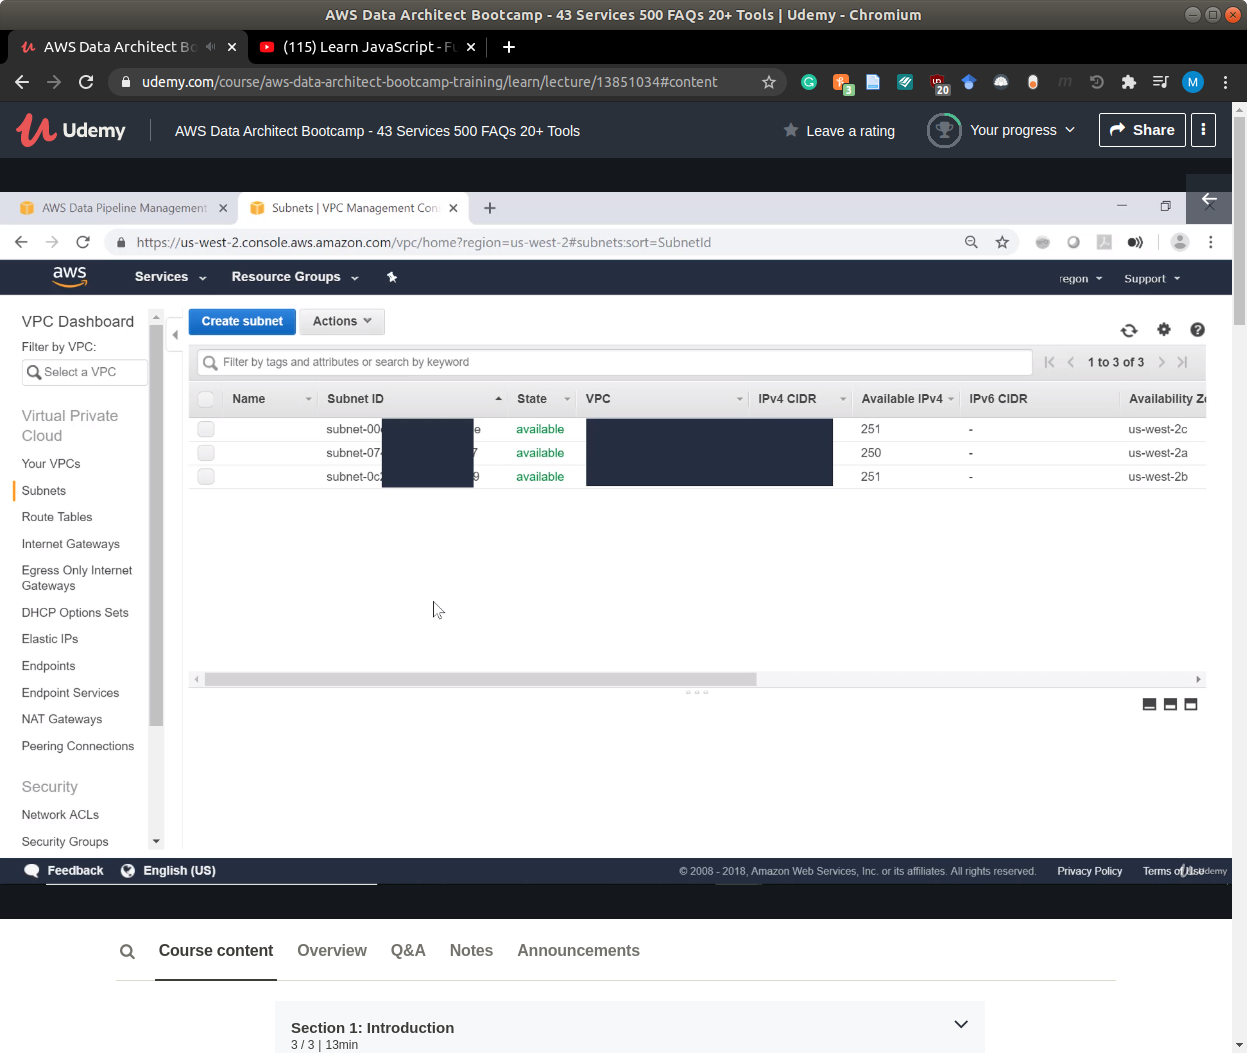 AWS Data Architect Bootcamp - 43 Services 500 FAQs 20+ Tools | Udemy - Chromium
AWS Data Architect Bo
(115) Learn JavaScript - Fu
udemy.com/course/aws-data-architect-bootcamp-training/learn/lecture/13851034#content
3
20
M
Udemy
AWS Data Architect Bootcamp - 43 Services 500 FAQs 20+ Tools
Leave a rating
Your progress
Share
AWS Data Pipeline Management
Subnets | VPC Management Con
https://us-west-2.console.aws.amazon.com/vpc/home?region=us-west-2#subnets:sort=SubnetId
aws
Services
Resource Groups
regon
Support
VPC Dashboard
Filter by VPC:
Select a VPC
Virtual Private
Cloud
Your VPCs
Subnets
Route Tables
Internet Gateways
Egress Only Internet
Gateways
DHCP Options Sets
Elastic IPs
Endpoints
Endpoint Services
NAT Gateways
Peering Connections
Security
Network ACLs
Security Groups
Create subnet
Actions
Filter by tags and attributes or search by keyword
1 to 3 of 3
Name
Subnet ID
State
VPC
IPv4 CIDR
Available IPv4
IPv6 CIDR
Availability Zo
subnet-00 e available 251 - us-west-2c
subnet-07 7 available 250 - us-west-2a
subnet-0c 9 available 251 - us-west-2b
Feedback
English (US)
© 2008 - 2018, Amazon Web Services, Inc. or its affiliates. All rights reserved.
Privacy Policy
Terms of Use
Udemy
Course content
Overview
Q&A
Notes
Announcements
Section 1: Introduction
3 / 3 | 13min